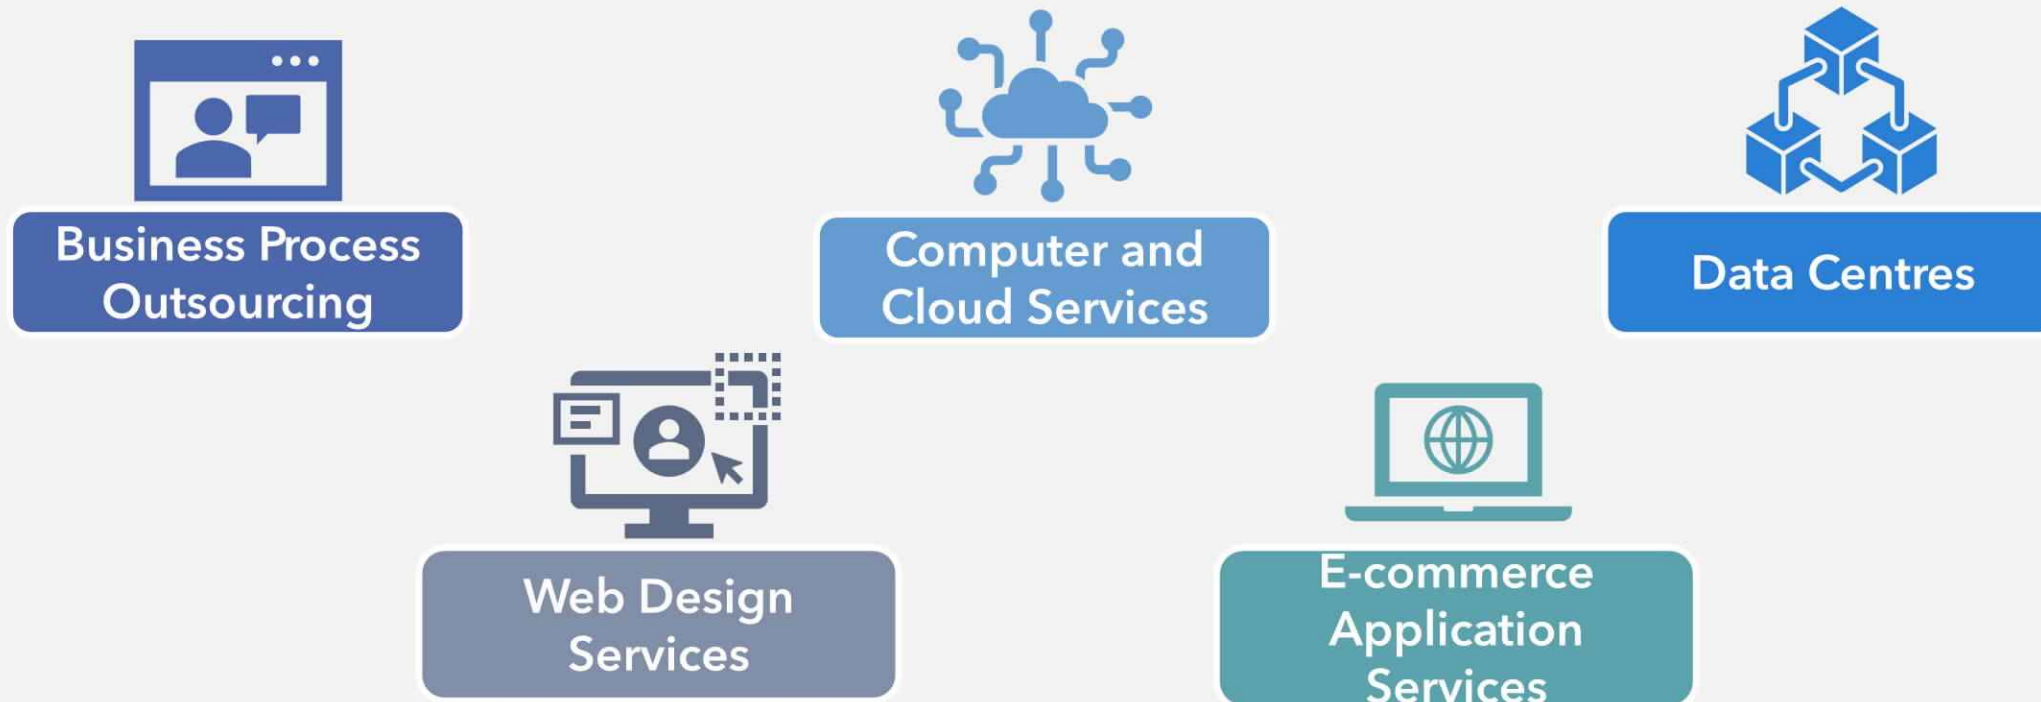 Business Process
Outsourcing
Computer and
Cloud Services
Data Centres
Web Design
Services
E-commerce
Application
Services